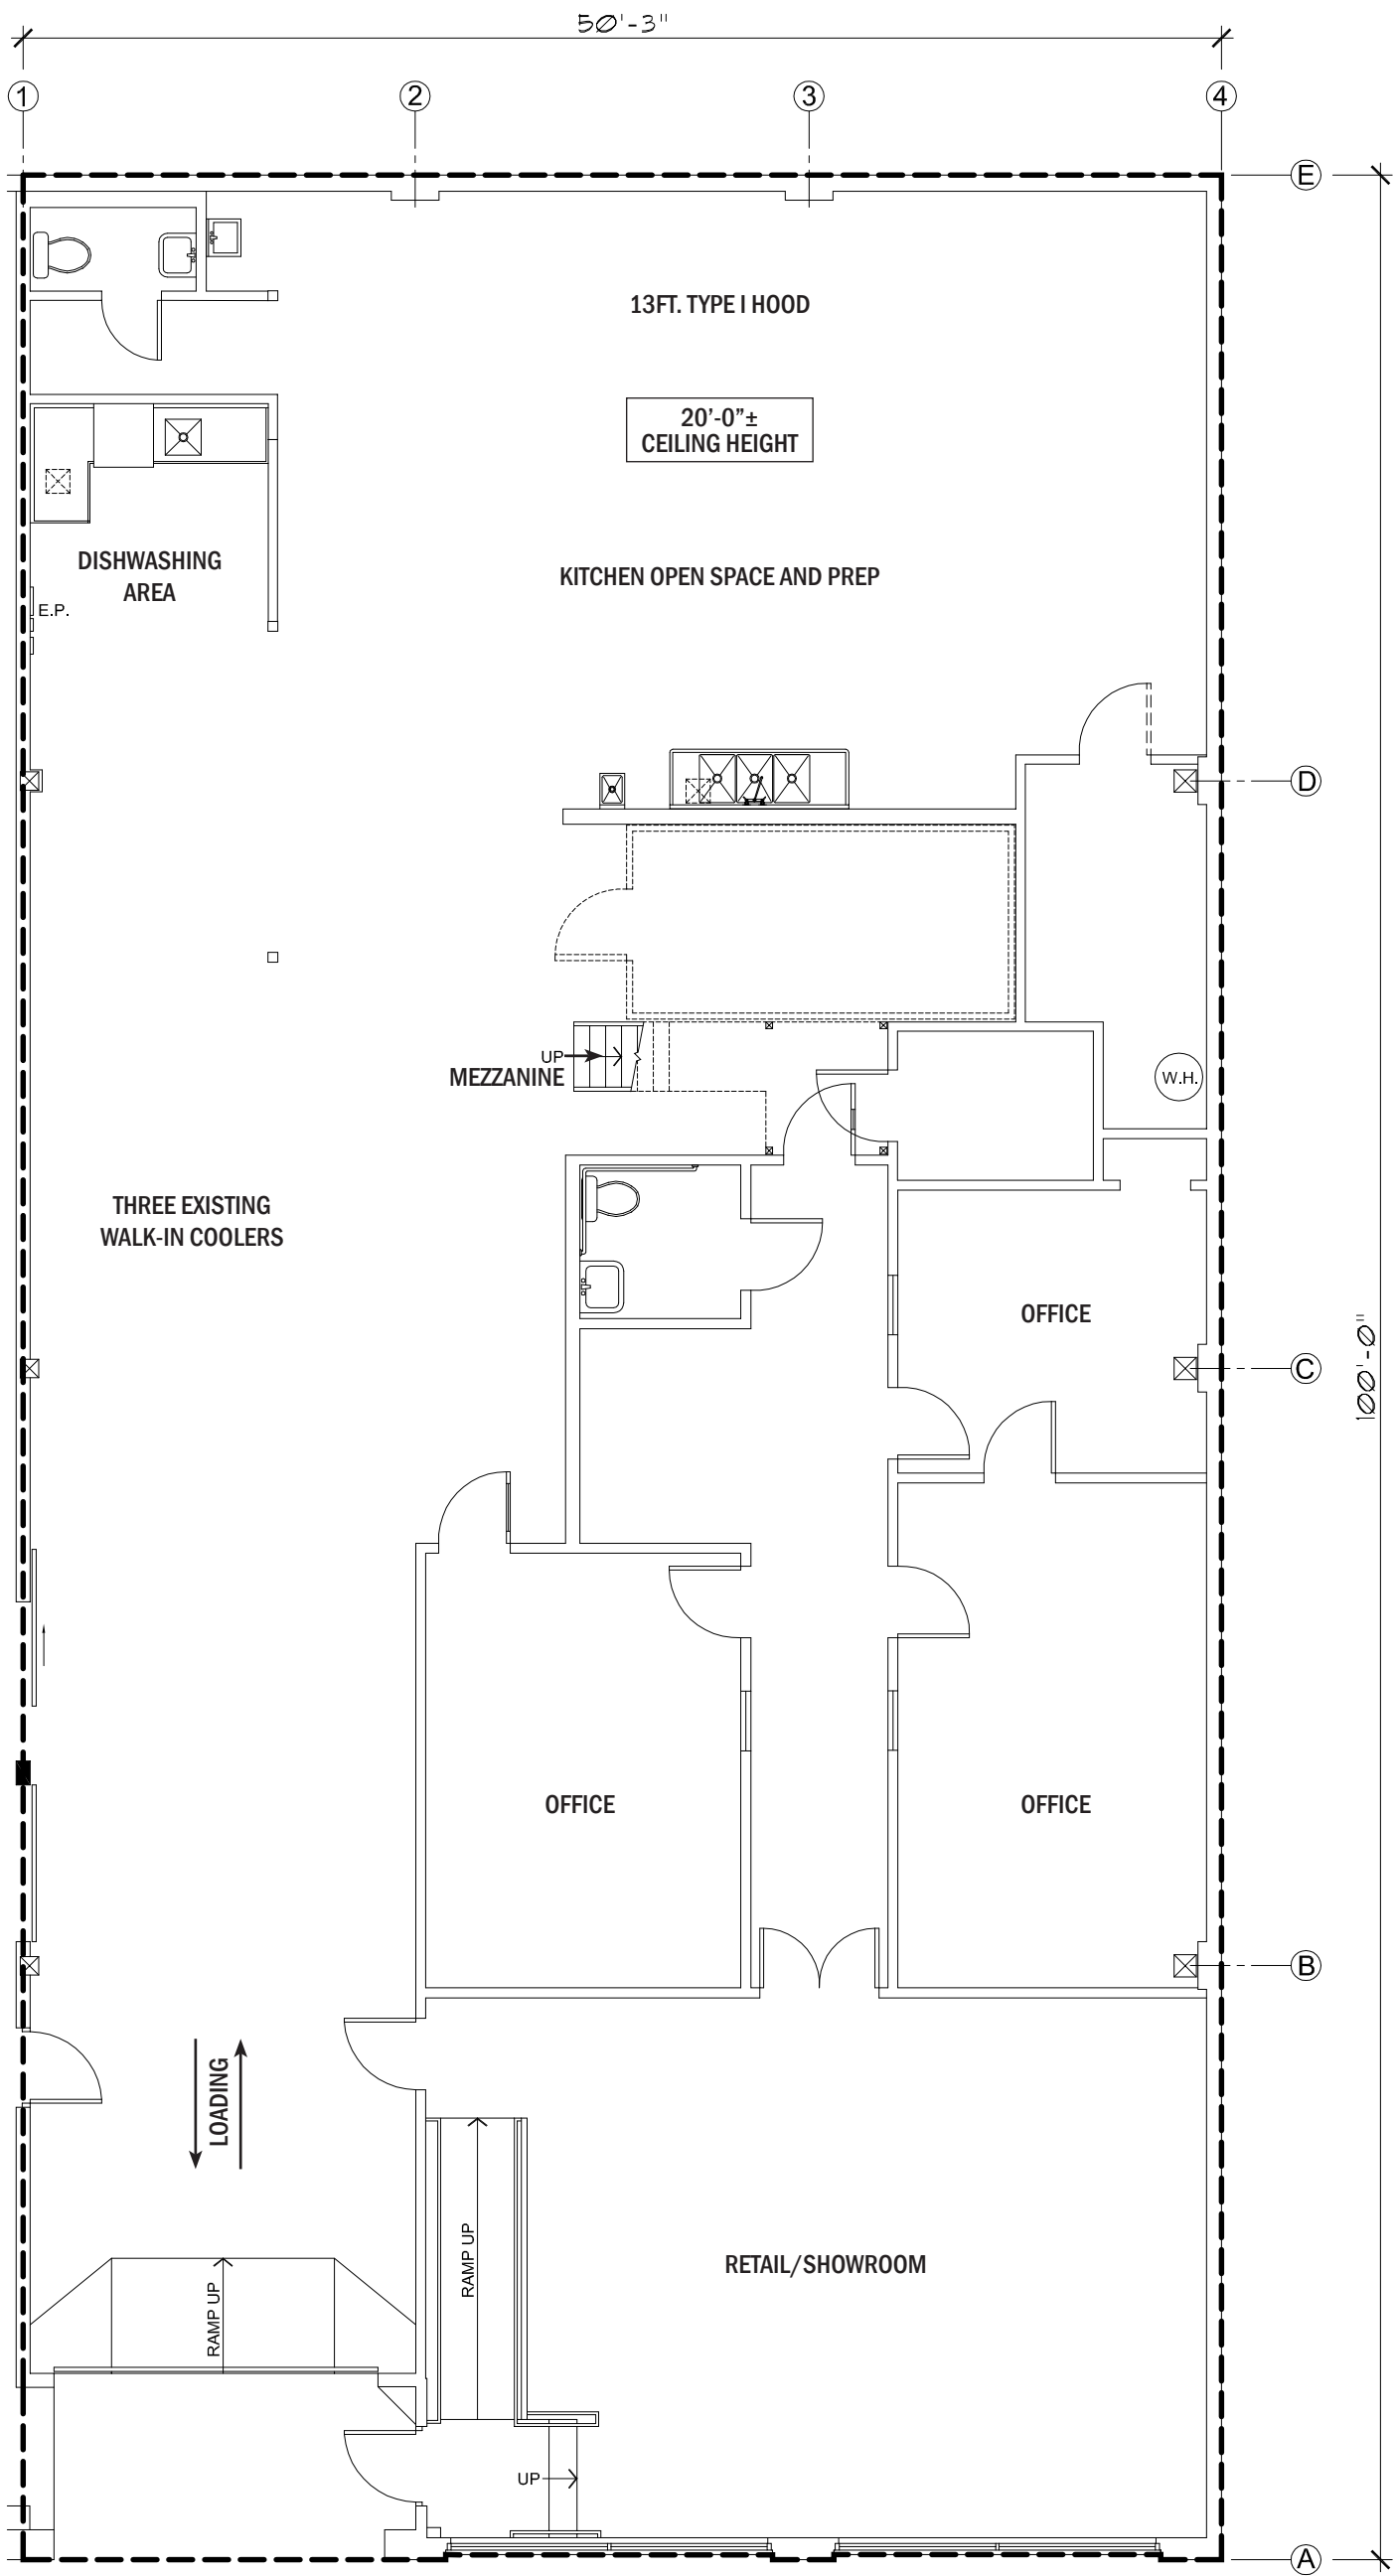 50'-3"
1
2
3
4
E
13FT. TYPE I HOOD
20'-0"±
CEILING HEIGHT
DISHWASHING
AREA
KITCHEN OPEN SPACE AND PREP
E.P.
D
UP
MEZZANINE
W.H.
THREE EXISTING
WALK-IN COOLERS
OFFICE
C
100'-0"
OFFICE
OFFICE
B
LOADING
RAMP UP
RAMP UP
RETAIL/SHOWROOM
UP
A